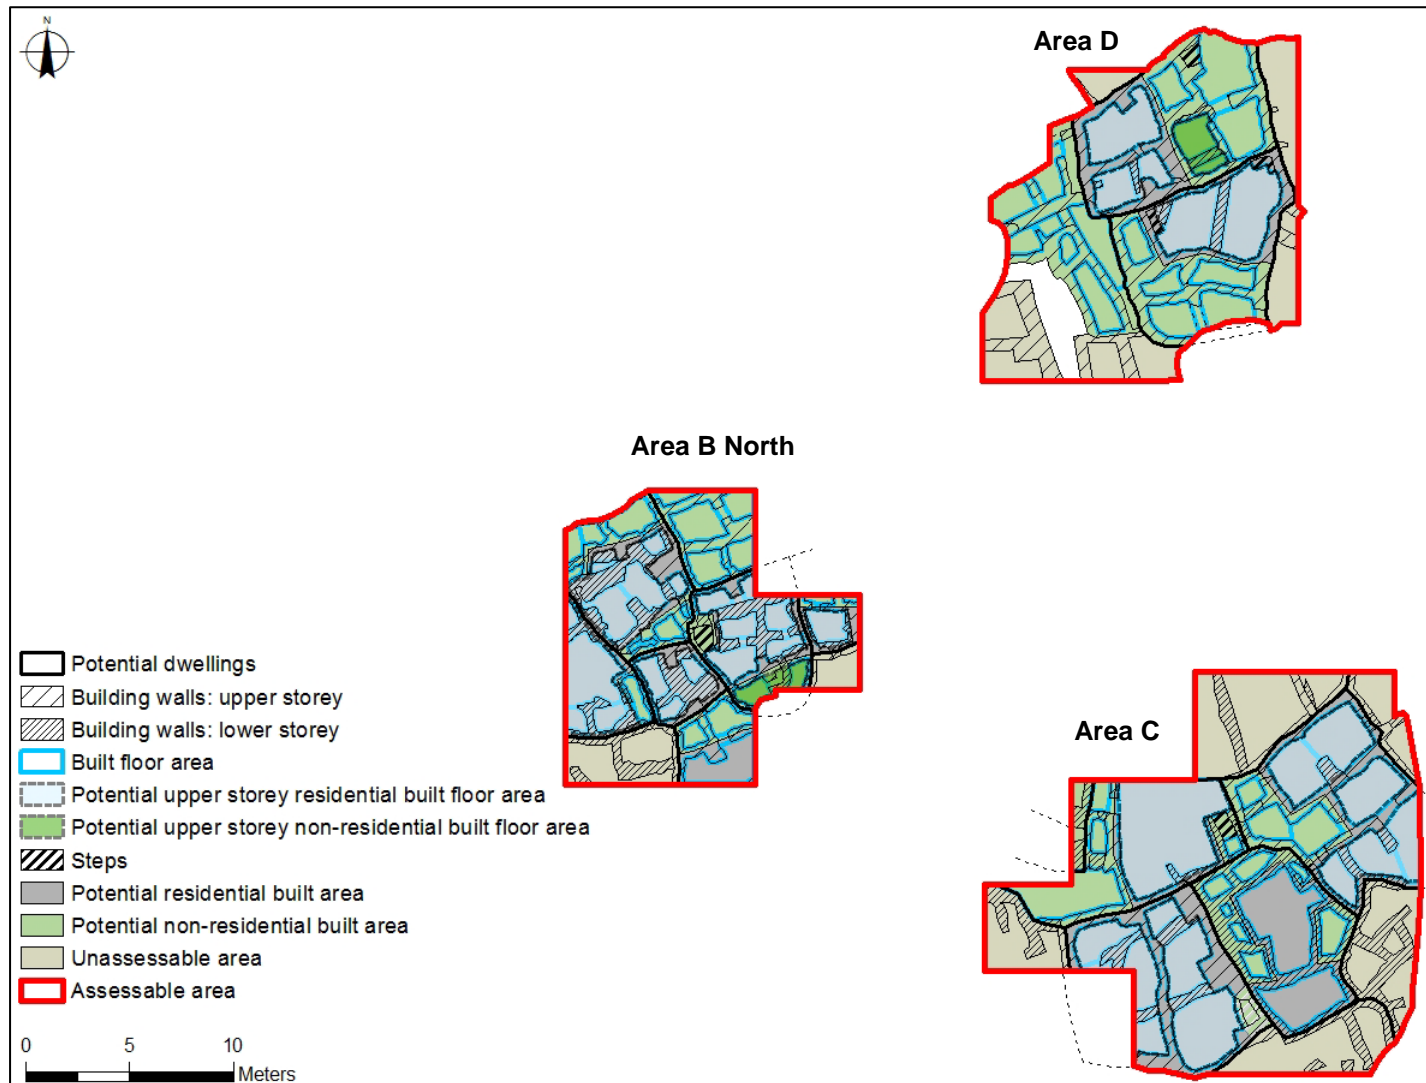 N
Area D
Area B North
Area C
Potential dwellings
Building walls: upper storey
Building walls: lower storey
Built floor area
Potential upper storey residential built floor area
Potential upper storey non-residential built floor area
Steps
Potential residential built area
Potential non-residential built area
Unassessable area
Assessable area
0 5 10
Meters